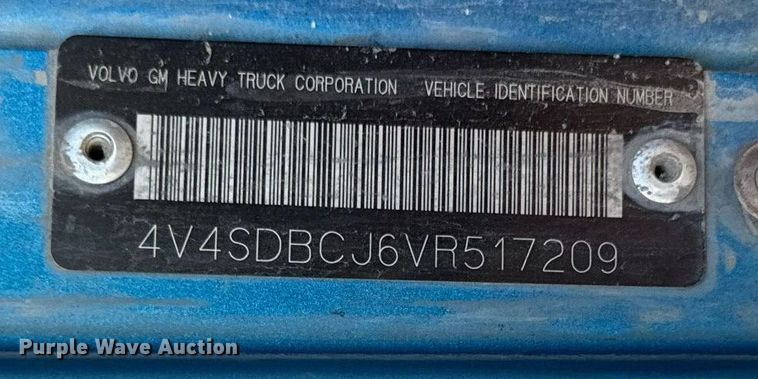 VOLVO GM HEAVY TRUCK CORPORATION VEHICLE IDENTIFICATION NUMBER
4V4SDBCJ6VR517209
Purple Wave Auction